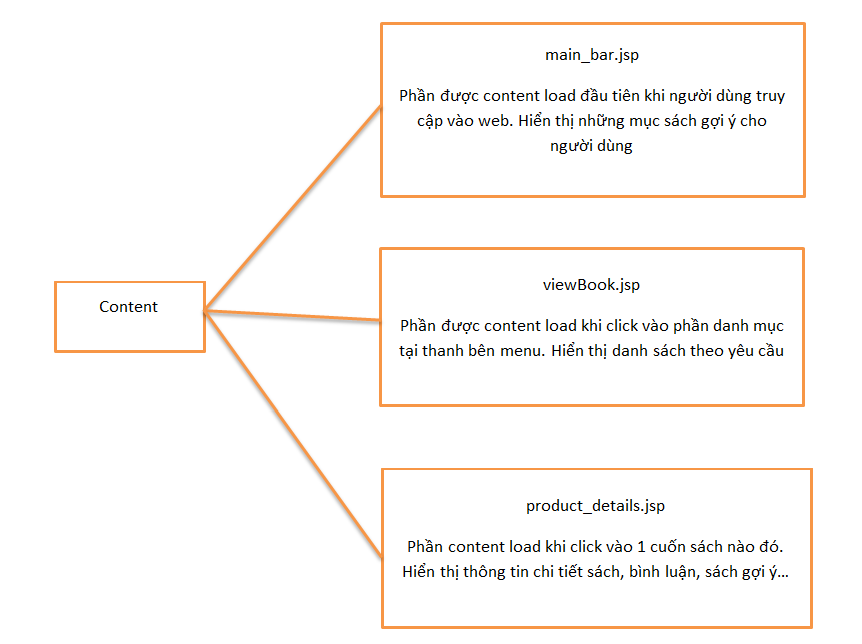 main_bar.jsp
Phần được content load đầu tiên khi người dùng truy
cập vào web. Hiển thị những mục sách gợi ý cho
người dùng
Content
viewBook.jsp
Phần được content load khi click vào phần danh mục
tại thanh bên menu. Hiển thị danh sách theo yêu cầu
product_details.jsp
Phần content load khi click vào 1 cuốn sách nào đó.
Hiển thị thông tin chi tiết sách, bình luận, sách gợi ý...